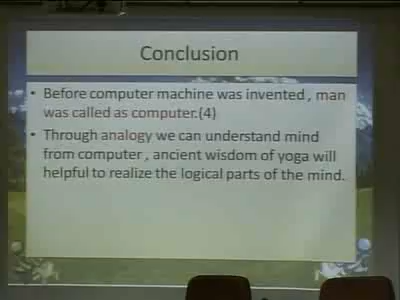 Conclusion
• Before computer machine was invented , man
was called as computer.(4)
• Through analogy we can understand mind
from computer , ancient wisdom of yoga will
helpful to realize the logical parts of the mind.